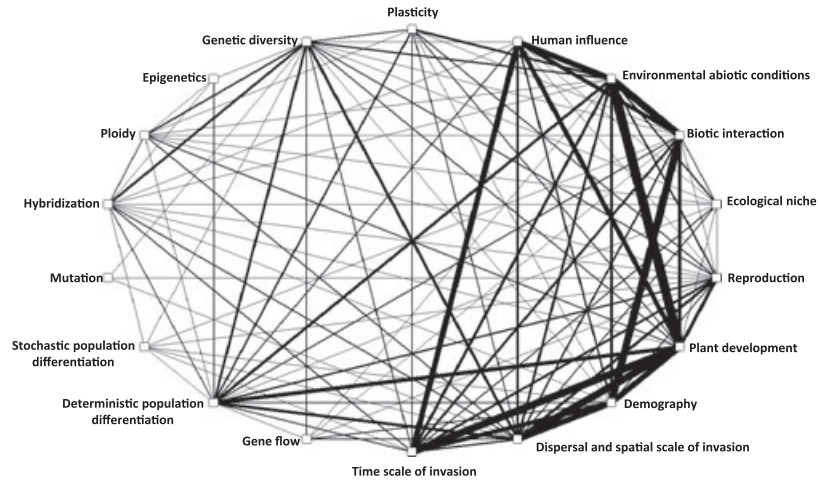 Plasticity
Genetic diversity
Human influence
Epigenetics
Environmental abiotic conditions
Ploidy
Biotic interaction
Hybridization
Ecological niche
Mutation
Reproduction
Stochastic population
differentiation
Plant development
Deterministic population
differentiation
Demography
Gene flow
Dispersal and spatial scale of invasion
Time scale of invasion